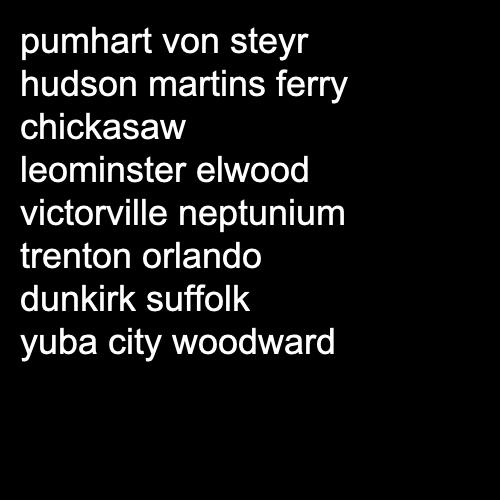 pumhart von steyr
hudson martins ferry
chickasaw
leominster elwood
victorville neptunium
trenton orlando
dunkirk suffolk
yuba city woodward